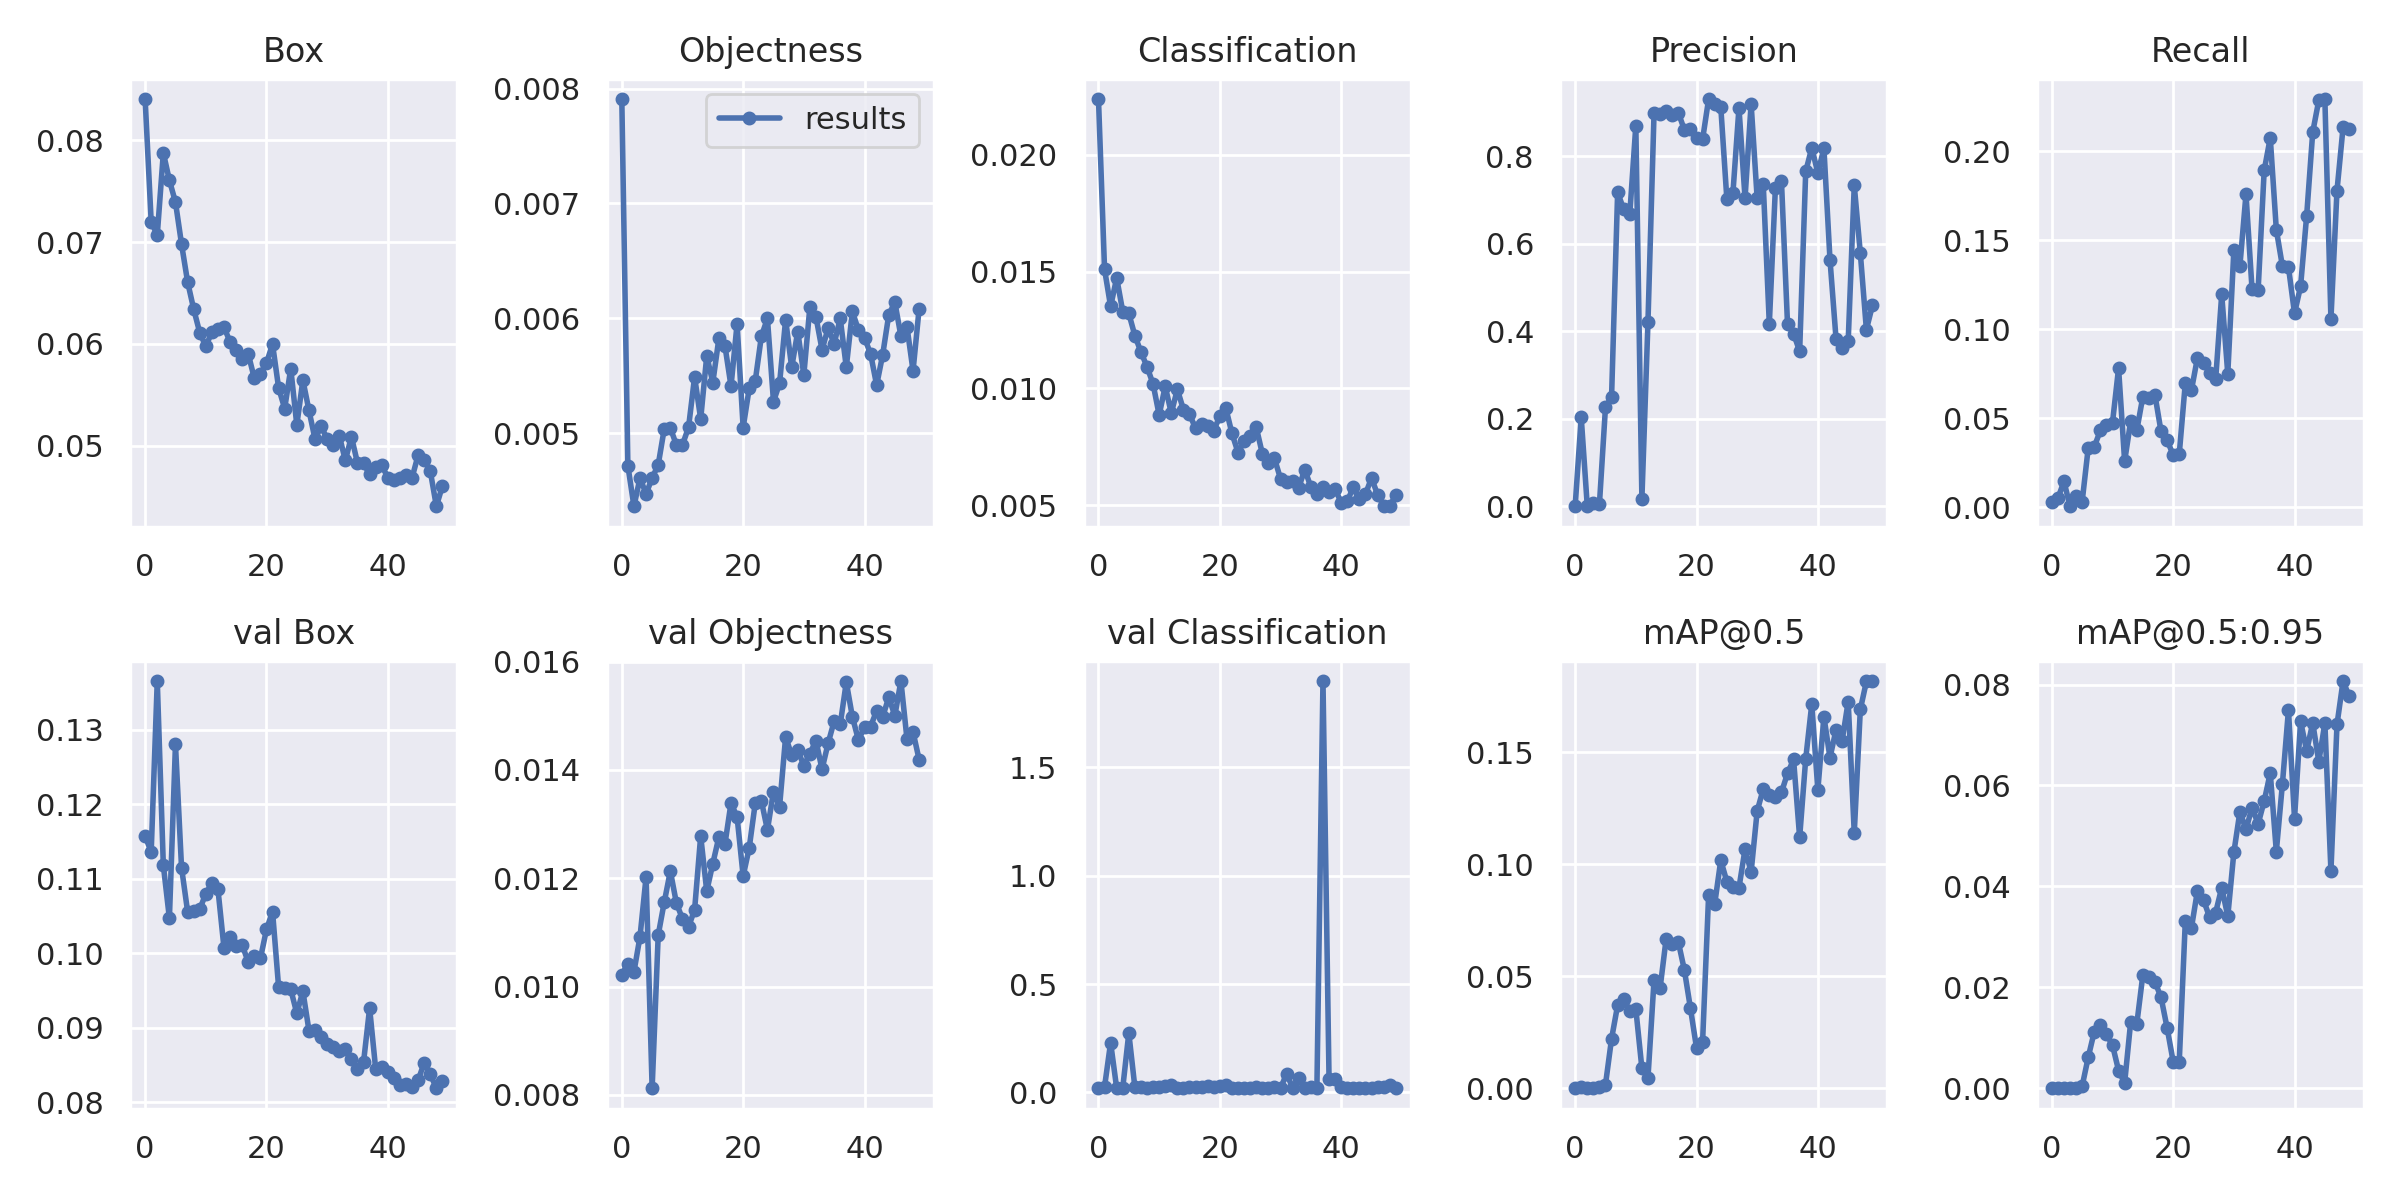 Box
0.08
0.07
0.06
0.05
0 20 40
Objectness
results
0.008
0.007
0.006
0.005
0 20 40
Classification
0.020
0.015
0.010
0.005
0 20 40
Precision
0.8
0.6
0.4
0.2
0.0
0 20 40
Recall
0.20
0.15
0.10
0.05
0.00
0 20 40
val Box
0.13
0.12
0.11
0.10
0.09
0.08
0 20 40
val Objectness
0.016
0.014
0.012
0.010
0.008
0 20 40
val Classification
1.5
1.0
0.5
0.0
0 20 40
mAP@0.5
0.15
0.10
0.05
0.00
0 20 40
mAP@0.5:0.95
0.08
0.06
0.04
0.02
0.00
0 20 40